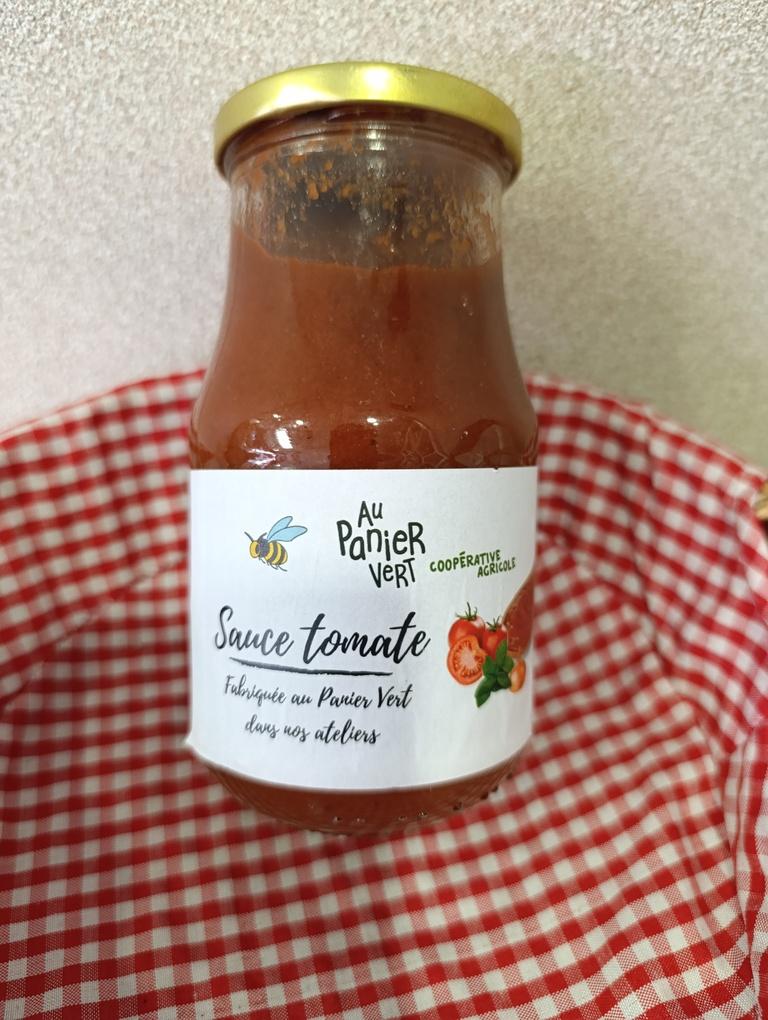 Au
Panier
Vert
COOPÉRATIVE
AGRICOLE
Sauce tomate
Fabriquée au Panier Vert
dans nos ateliers